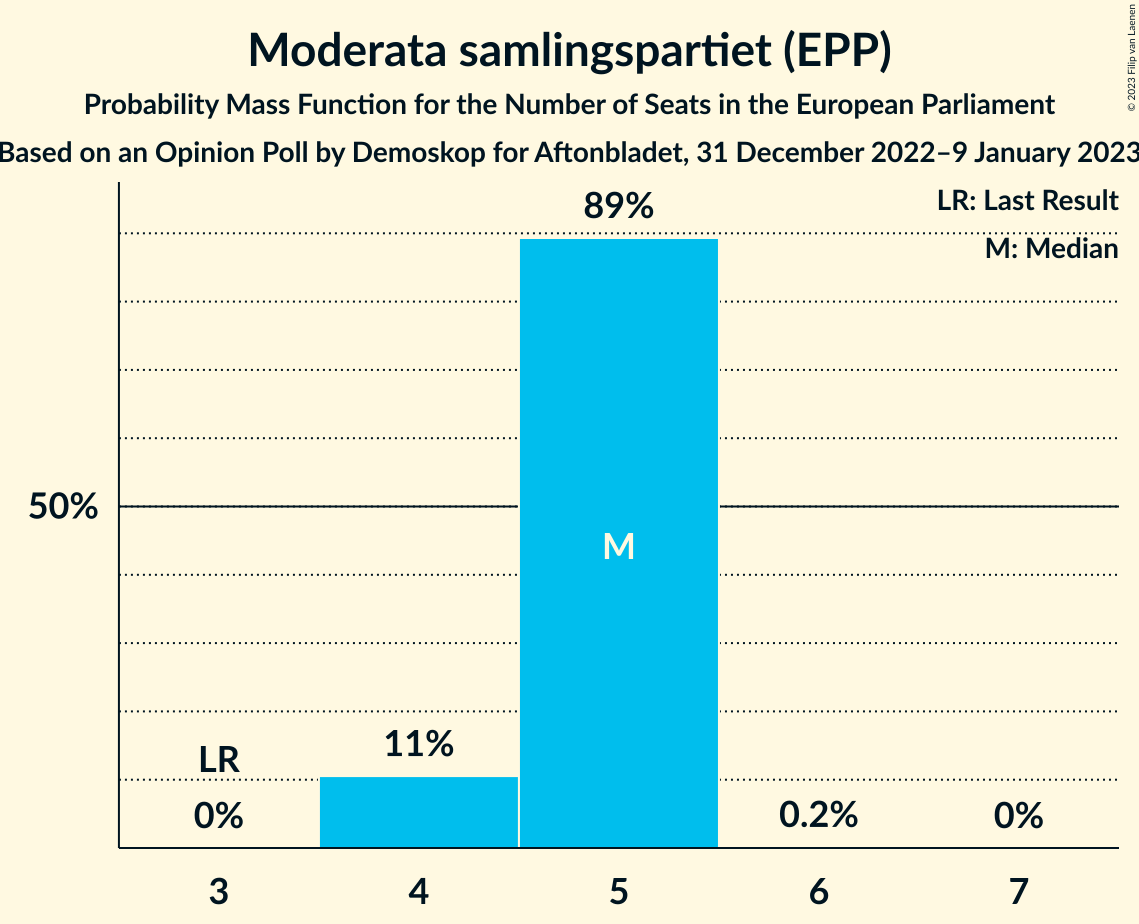 Moderata samlingspartiet (EPP)
Probability Mass Function for the Number of Seats in the European Parliament
Based on an Opinion Poll by Demoskop for Aftonbladet, 31 December 2022–9 January 2023
© 2023 Filip van Laenen
LR: Last Result
M: Median
89%
50%
M
LR
11%
0%
0.2%
0%
3
4
5
6
7